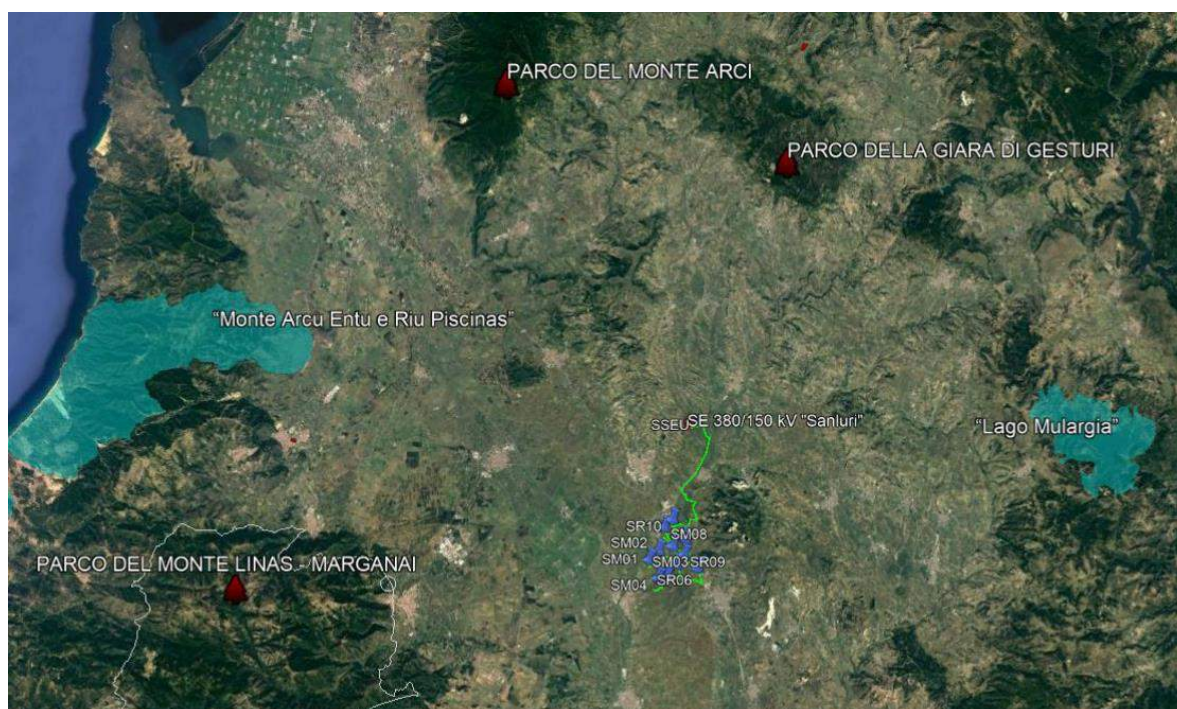 PARCO DEL MONTE ARCI
PARCO DELLA GIARA DI GESTURI
“Monte Arcu Entu e Riu Piscinas”
SSEU
SE 380/150 kV "Sanluri"
“Lago Mulargia”
SR10
SM08
SM02
SM01
SM03
SR09
SM04
SR06
PARCO DEL MONTE LINAS - MARGANAI